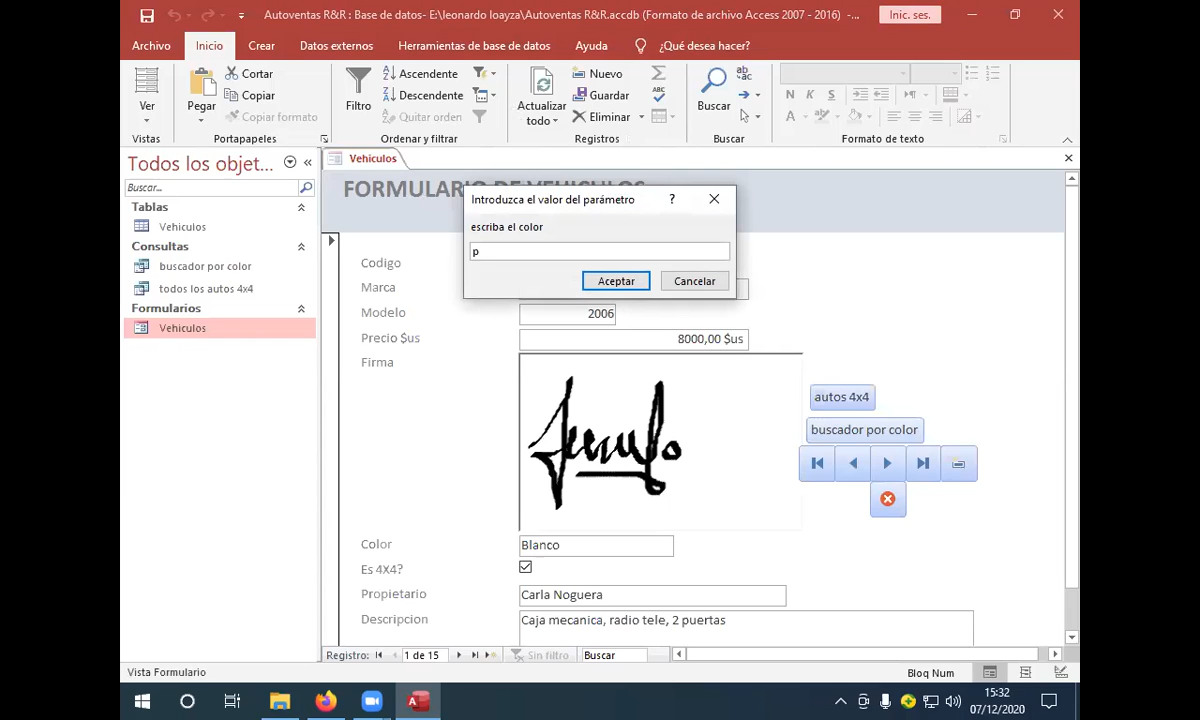 Autoventas R&R : Base de datos- E:\leonardo loayza\Autoventas R&R.accdb (Formato de archivo Access 2007 - 2016) -...
Inic. ses.
Archivo
Inicio
Crear
Datos externos
Herramientas de base de datos
Ayuda
¿Qué desea hacer?
Ver
Vistas
Pegar
Cortar
Copiar
Copiar formato
Portapapeles
Filtro
Ascendente
Descendente
Quitar orden
Ordenar y filtrar
Actualizar
todo
Nuevo
Guardar
Eliminar
Registros
Buscar
Buscar
N K S
A
Formato de texto
Todos los objet...
Buscar...
Tablas
Vehiculos
Consultas
buscador por color
todos los autos 4x4
Formularios
Vehiculos
Vehiculos
FORMULARIO DE VEHICULOS
Introduzca el valor del parámetro
escriba el color
p
Aceptar
Cancelar
Codigo
Marca
Modelo
2006
Precio $us
8000,00 $us
Firma
autos 4x4
buscador por color
Color
Blanco
Es 4X4?
Propietario
Carla Noguera
Descripcion
Caja mecanica, radio tele, 2 puertas
Registro:
1 de 15
Sin filtro
Buscar
Vista Formulario
Bloq Num
15:32
07/12/2020